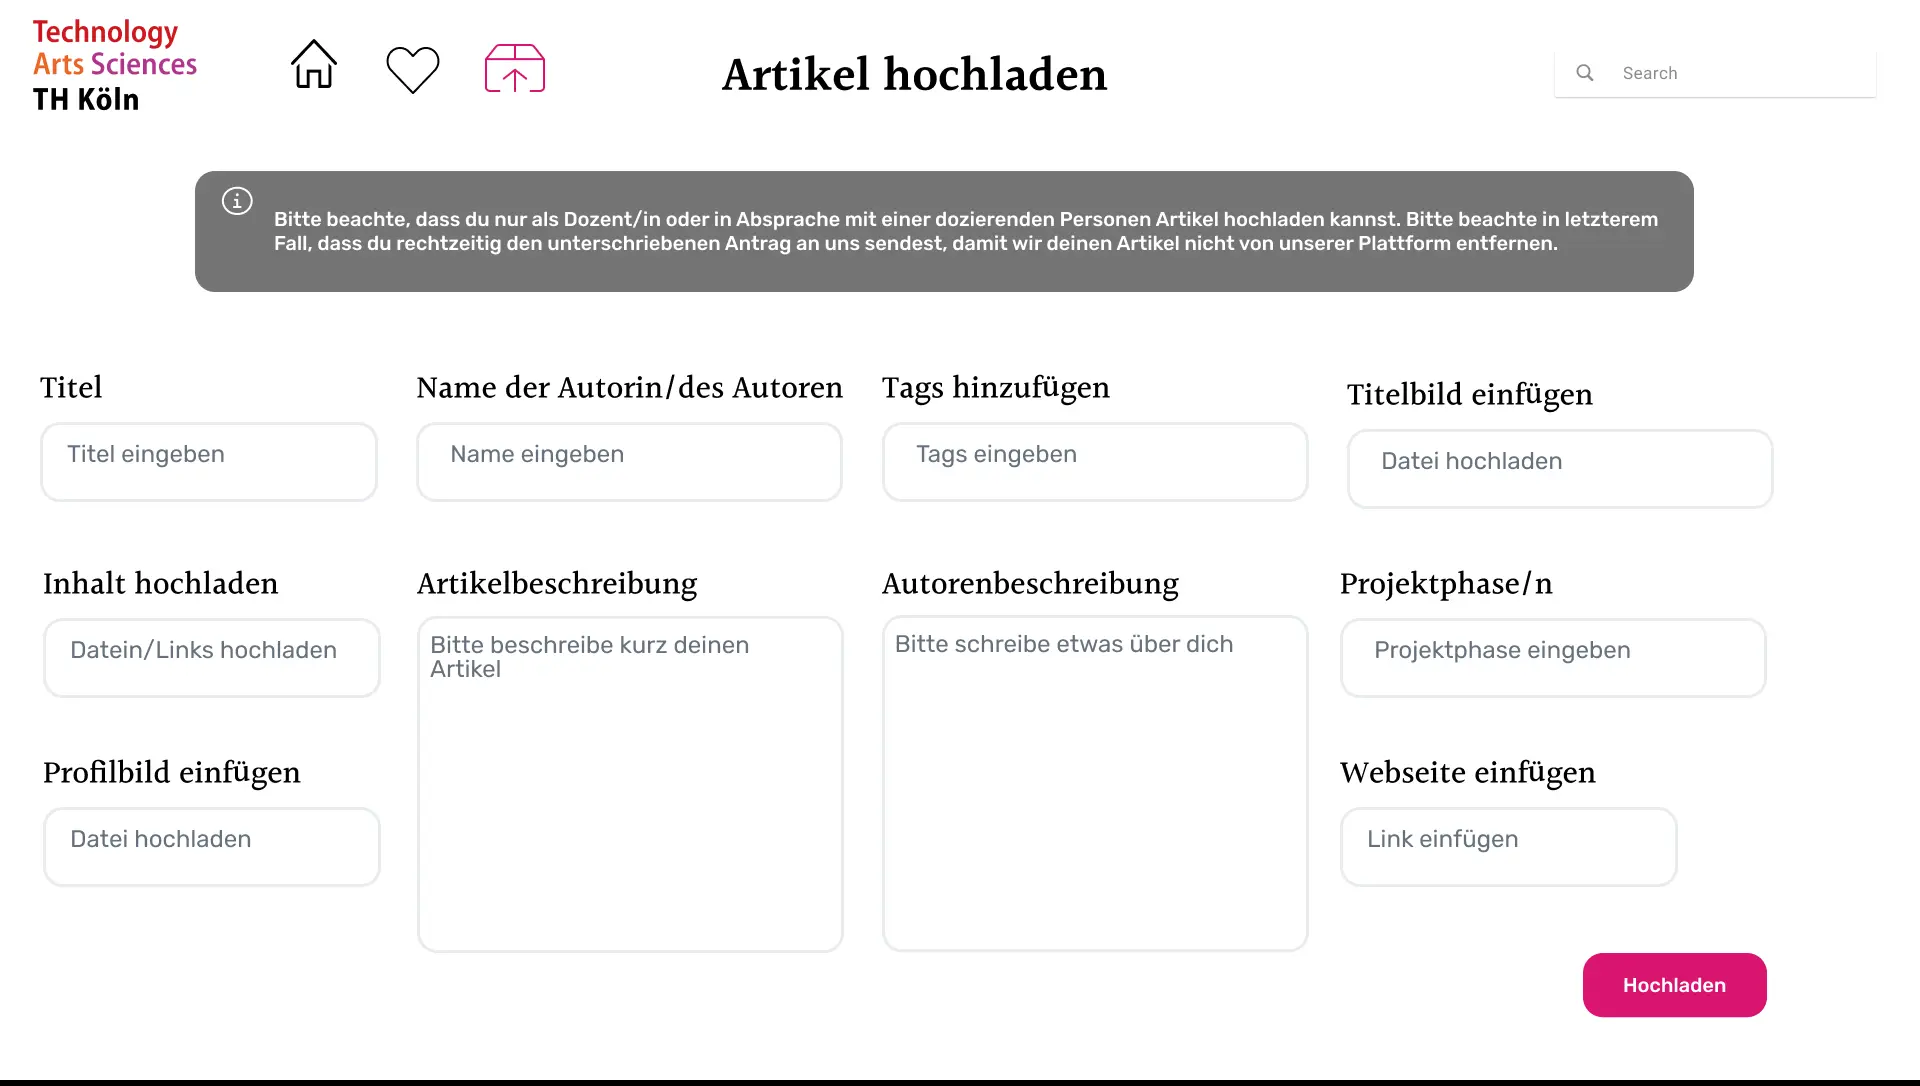 Technology
Arts Sciences
TH Köln
Artikel hochladen
Search
Bitte beachte, dass du nur als Dozent/in oder in Absprache mit einer dozierenden Personen Artikel hochladen kannst. Bitte beachte in letzterem
Fall, dass du rechtzeitig den unterschriebenen Antrag an uns sendest, damit wir deinen Artikel nicht von unserer Plattform entfernen.
Titel
Titel eingeben
Name der Autorin/des Autoren
Name eingeben
Tags hinzufügen
Tags eingeben
Titelbild einfügen
Datei hochladen
Inhalt hochladen
Datein/Links hochladen
Artikelbeschreibung
Bitte beschreibe kurz deinen
Artikel
Autorenbeschreibung
Bitte schreibe etwas über dich
Projektphase/n
Projektphase eingeben
Profilbild einfügen
Datei hochladen
Webseite einfügen
Link einfügen
Hochladen